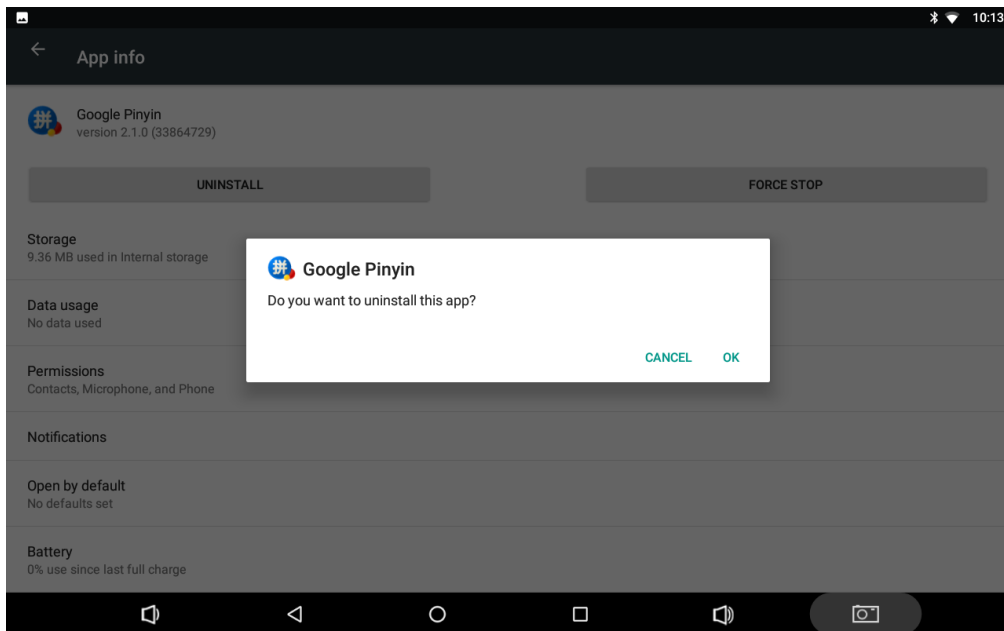 10:13
App info
Google Pinyin
version 2.1.0 (33864729)
UNINSTALL
FORCE STOP
Storage
9.36 MB used in Internal storage
拼 Google Pinyin
Do you want to uninstall this app?
CANCEL
OK
Data usage
No data used
Permissions
Contacts, Microphone, and Phone
Notifications
Open by default
No defaults set
Battery
0% use since last full charge